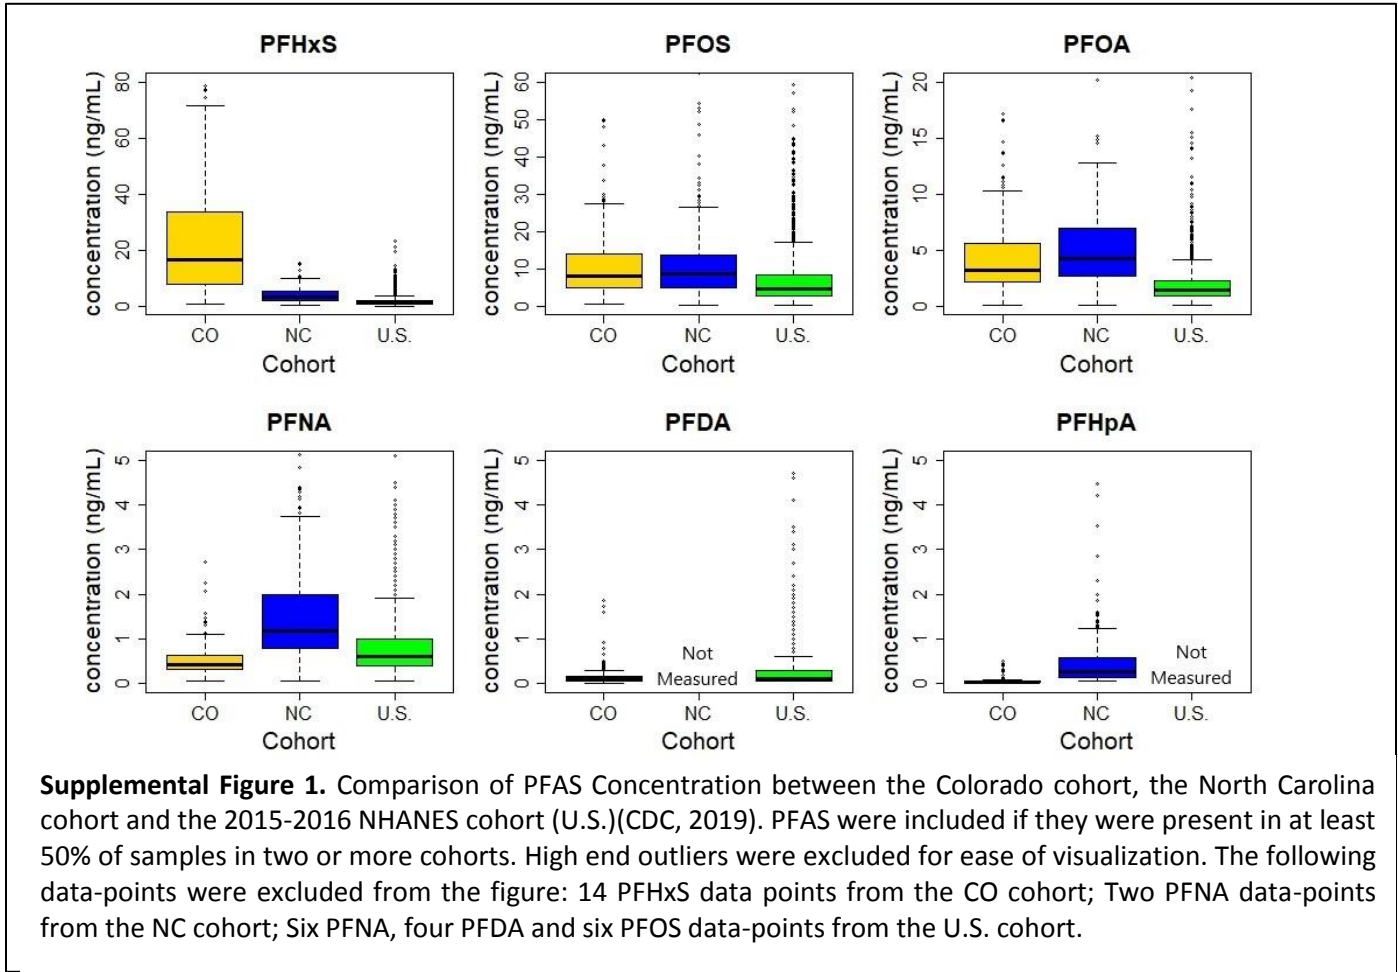 PFHxS
PFOS
PFOA
concentration (ng/mL)
0 20 40 60 80
CO NC U.S.
Cohort
concentration (ng/mL)
0 10 20 30 40 50 60
CO NC U.S.
Cohort
concentration (ng/mL)
0 5 10 15 20
CO NC U.S.
Cohort
PFNA
PFDA
PFHpA
concentration (ng/mL)
0 1 2 3 4 5
CO NC U.S.
Cohort
concentration (ng/mL)
0 1 2 3 4 5
Not
Measured
CO NC U.S.
Cohort
concentration (ng/mL)
0 1 2 3 4 5
Not
Measured
CO NC U.S.
Cohort
Supplemental Figure 1. Comparison of PFAS Concentration between the Colorado cohort, the North Carolina
cohort and the 2015-2016 NHANES cohort (U.S.)(CDC, 2019). PFAS were included if they were present in at least
50% of samples in two or more cohorts. High end outliers were excluded for ease of visualization. The following
data-points were excluded from the figure: 14 PFHxS data points from the CO cohort; Two PFNA data-points
from the NC cohort; Six PFNA, four PFDA and six PFOS data-points from the U.S. cohort.